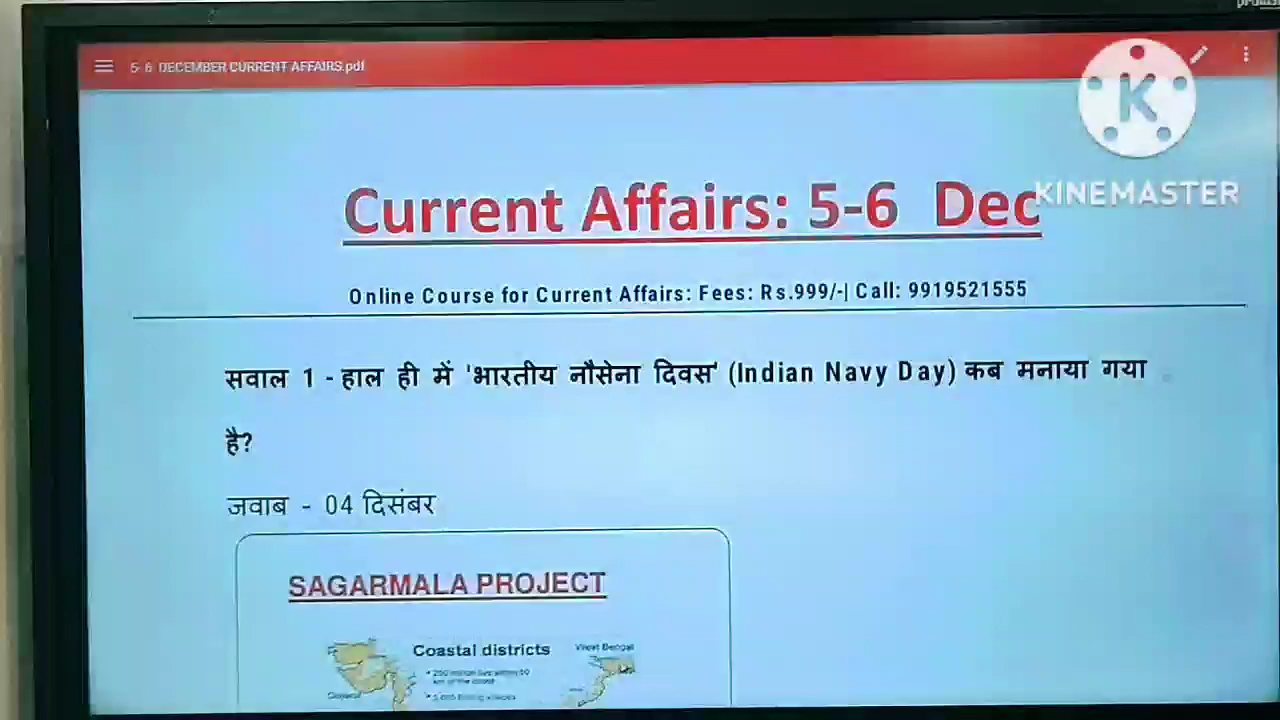 5- 6 DECEMBER CURRENT AFFAIRS.pdf
K
KINEMASTER
Current Affairs: 5-6 Dec
Online Course for Current Affairs: Fees: Rs.999/-| Call: 9919521555
सवाल 1 - हाल ही में 'भारतीय नौसेना दिवस' (Indian Navy Day) कब मनाया गया
है?
जवाब - 04 दिसंबर
SAGARMALA PROJECT
Coastal districts
West Bengal
Gujarat